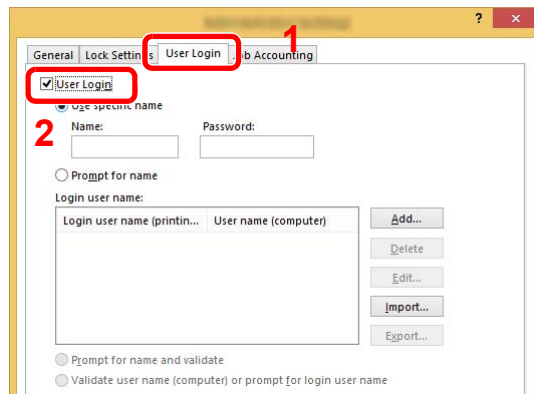 ? ×
1
General Lock Settings User Login Job Accounting
User Login
Use specific name
2
Name: Password:
Prompt for name
Login user name:
Login user name (printin... User name (computer)
Add...
Delete
Edit...
Import...
Export...
Prompt for name and validate
Validate user name (computer) or prompt for login user name